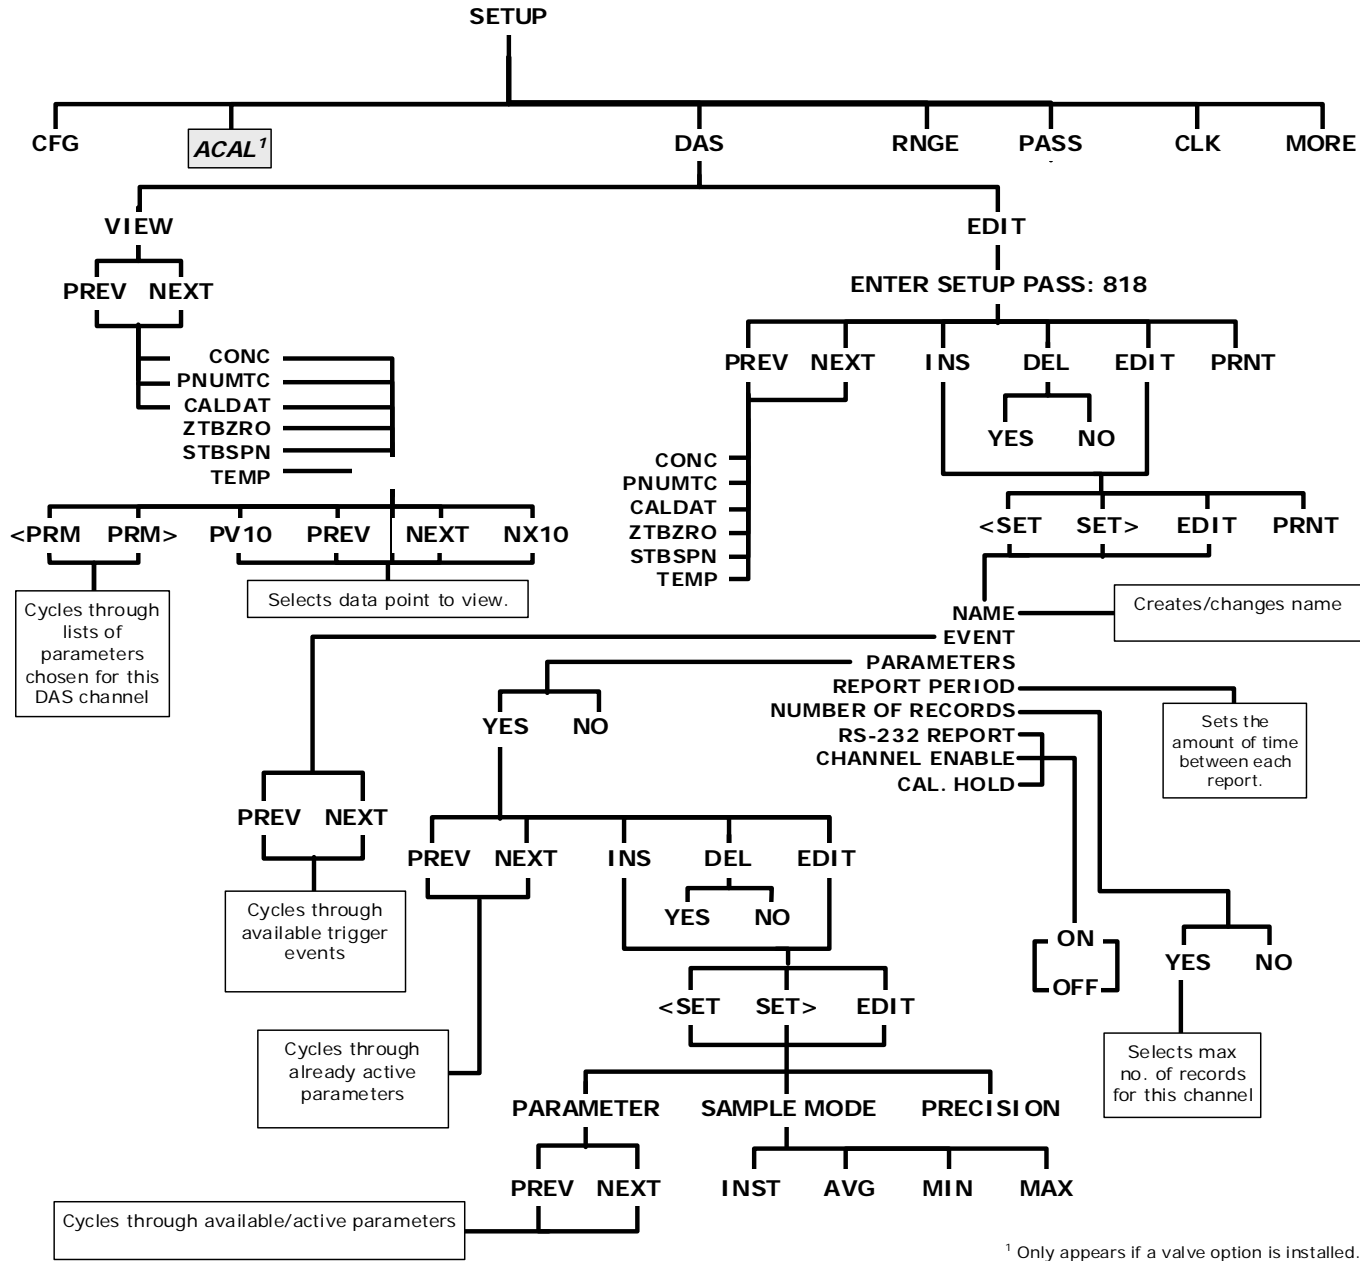 SETUP
CFG
ACAL1
DAS
RNGE
PASS
CLK
MORE
VIEW
EDIT
PREV NEXT
ENTER SETUP PASS: 818
CONC
PNUMTC
CALDAT
ZTBZRO
STBSPN
TEMP
PREV NEXT INS DEL EDIT PRNT
YES NO
CONC
PNUMTC
CALDAT
ZTBZRO
STBSPN
TEMP
<PRM PRM> PV10 PREV NEXT NX10
<SET SET> EDIT PRNT
Cycles through
lists of
parameters
chosen for this
DAS channel
Selects data point to view.
NAME
Creates/changes name
EVENT
PARAMETERS
REPORT PERIOD
NUMBER OF RECORDS
RS-232 REPORT
CHANNEL ENABLE
CAL. HOLD
Sets the
amount of time
between each
report.
YES NO
PREV NEXT
Cycles through
available trigger
events
PREV NEXT INS DEL EDIT
YES NO
ON
OFF
YES NO
Selects max
no. of records
for this channel
<SET SET> EDIT
Cycles through
already active
parameters
PARAMETER SAMPLE MODE PRECISION
PREV NEXT
INST AVG MIN MAX
Cycles through available/active parameters
1 Only appears if a valve option is installed.